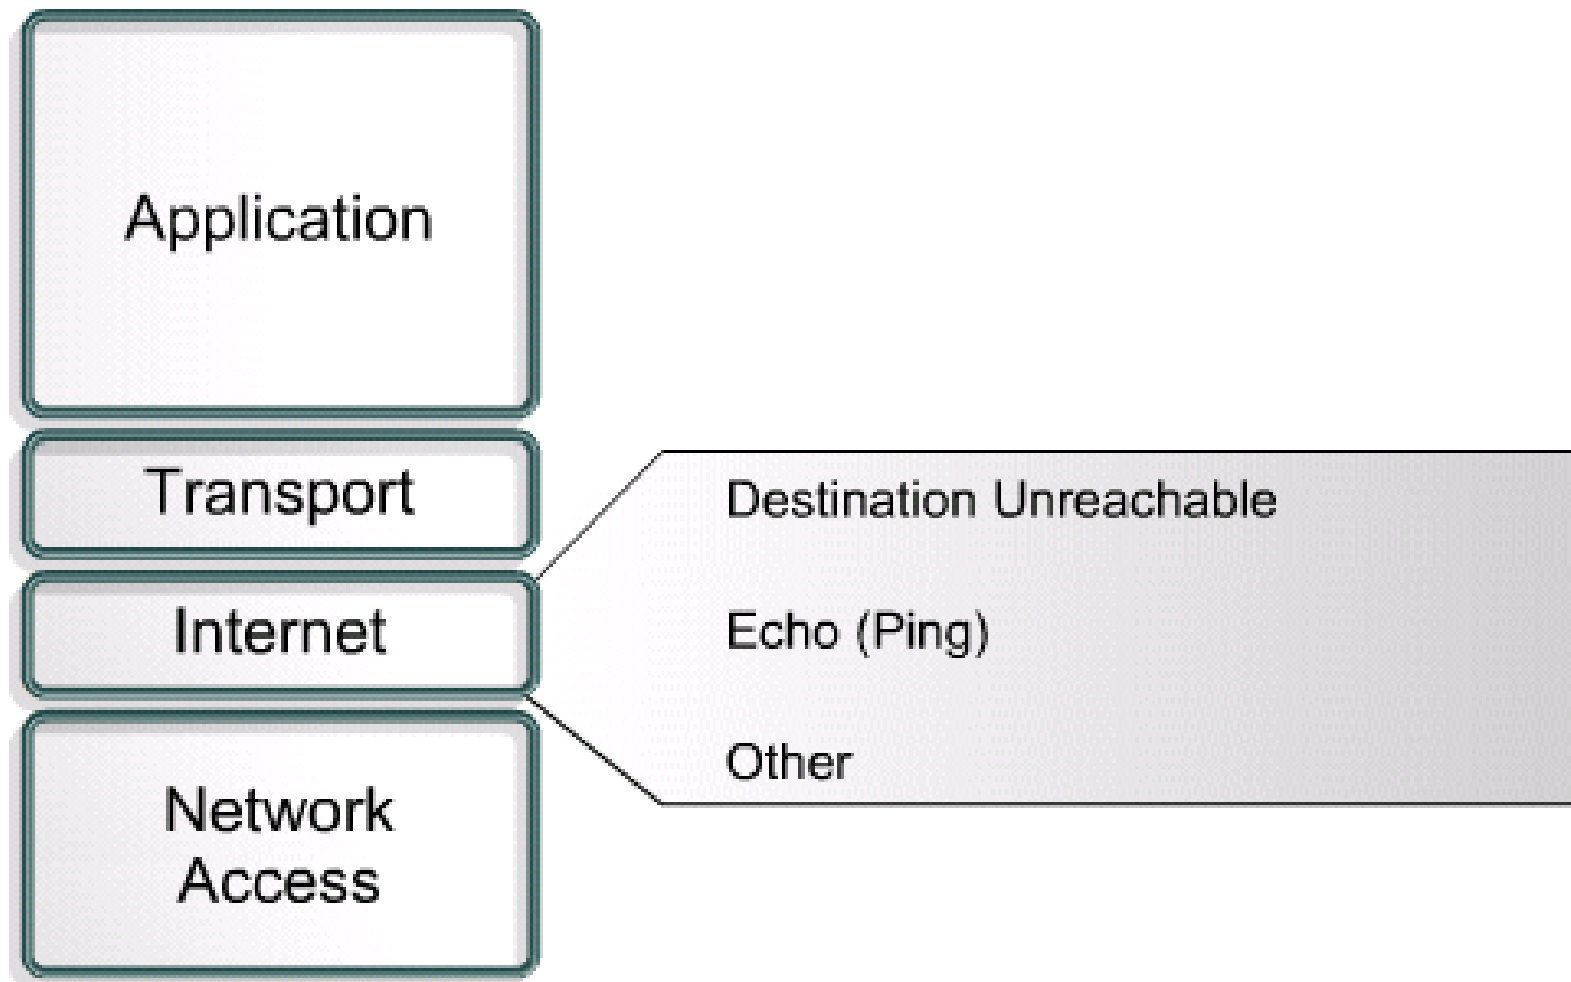 Application
Transport
Internet
Network
Access
Destination Unreachable
Echo (Ping)
Other